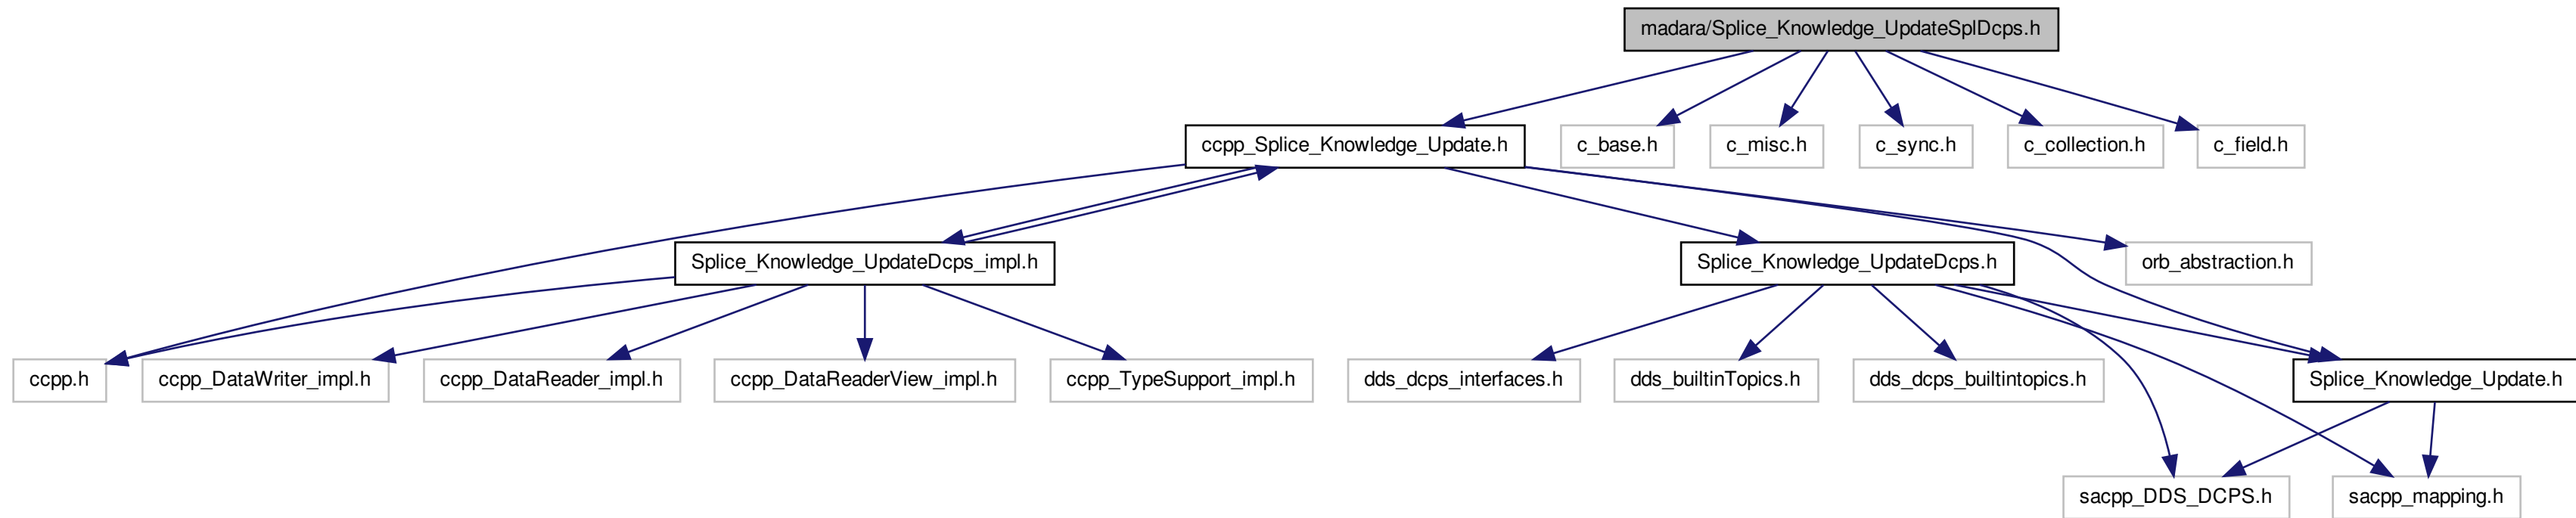 madara/Splice_Knowledge_UpdateSplDcps.h
ccpp_Splice_Knowledge_Update.h
c_base.h
c_misc.h
c_sync.h
c_collection.h
c_field.h
Splice_Knowledge_UpdateDcps_impl.h
Splice_Knowledge_UpdateDcps.h
orb_abstraction.h
ccpp.h
ccpp_DataWriter_impl.h
ccpp_DataReader_impl.h
ccpp_DataReaderView_impl.h
ccpp_TypeSupport_impl.h
dds_dcps_interfaces.h
dds_builtinTopics.h
dds_dcps_builtintopics.h
Splice_Knowledge_Update.h
sacpp_DDS_DCPS.h
sacpp_mapping.h